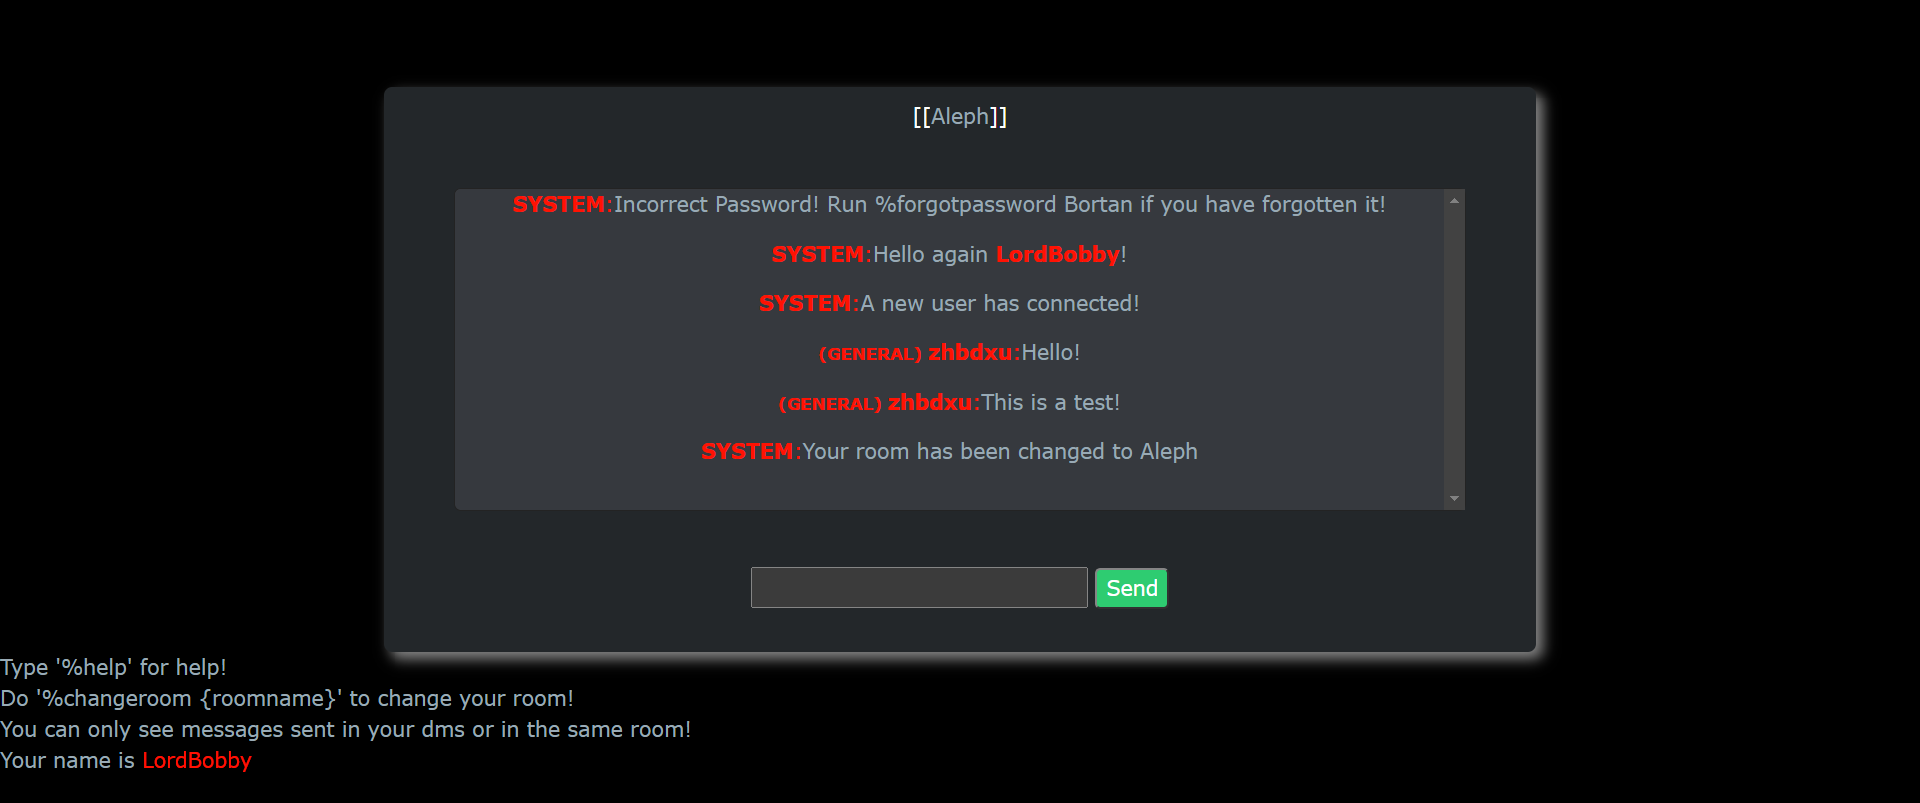 [[Aleph]]
SYSTEM:Incorrect Password! Run %forgotpassword Bortan if you have forgotten it!
SYSTEM:Hello again LordBobby!
SYSTEM:A new user has connected!
(GENERAL) zhbdxu:Hello!
(GENERAL) zhbdxu:This is a test!
SYSTEM:Your room has been changed to Aleph
Send
Type '%help' for help!
Do '%changeroom {roomname}' to change your room!
You can only see messages sent in your dms or in the same room!
Your name is LordBobby